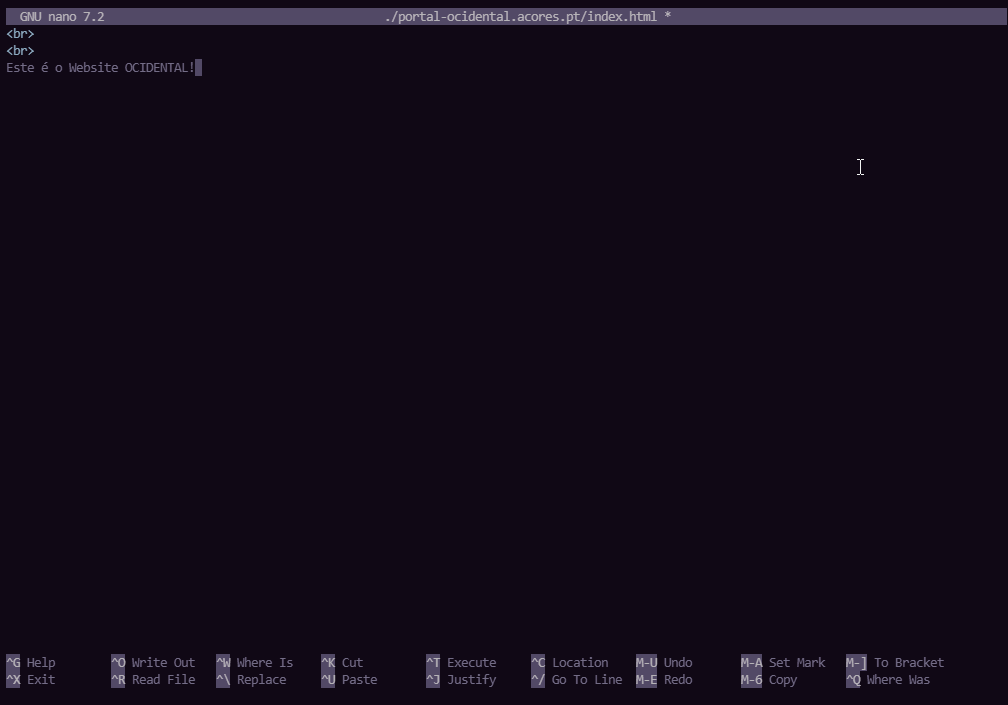 GNU nano 7.2 ./portal-ocidental.acores.pt/index.html *
<br>
<br>
Este é o Website OCIDENTAL!
^G Help ^O Write Out ^W Where Is ^K Cut ^T Execute ^C Location M-U Undo M-A Set Mark M-] To Bracket
^X Exit ^R Read File ^\ Replace ^U Paste ^J Justify ^/ Go To Line M-E Redo M-6 Copy ^Q Where Was